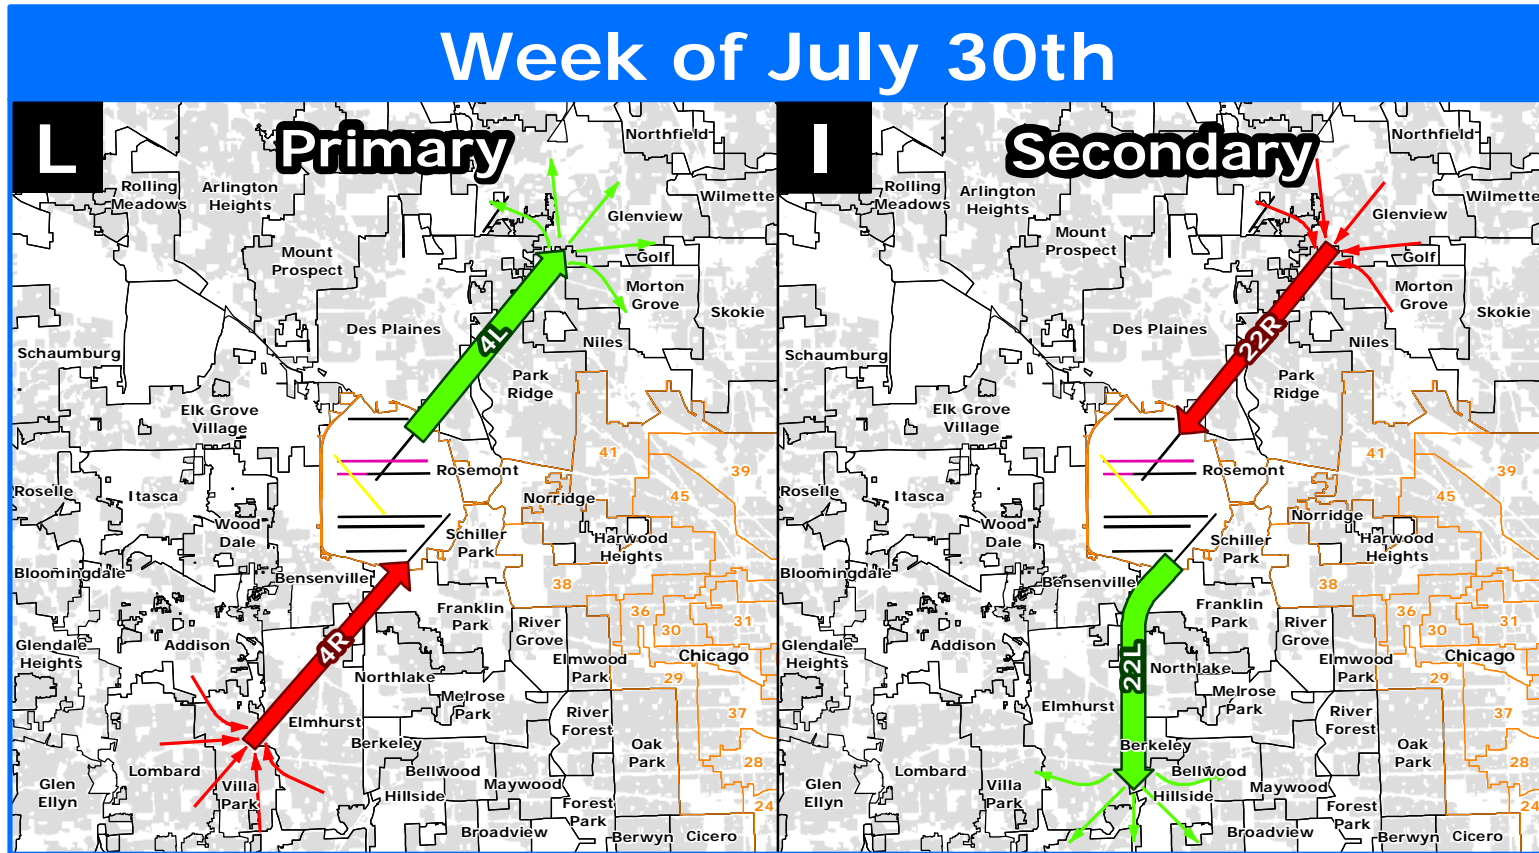 Week of July 30th
L
Primary
Northfield
Rolling
Meadows
Arlington
Heights
Wilmette
Glenview
Mount
Prospect
Golf
Morton
Grove
Skokie
Des Plaines
4L
Niles
Schaumburg
Park
Ridge
Elk Grove
Village
41
39
Rosemont
Roselle
Itasca
Norridge
45
Wood
Dale
Schiller
Park
Harwood
Heights
Bloomingdale
Bensenville
38
Franklin
Park
36
31
River
Grove
30
Glendale
Heights
Addison
4R
Chicago
Elmwood
Park
Northlake
29
Melrose
Park
Elmhurst
River
Forest
37
Berkeley
Oak
Park
28
Lombard
Bellwood
Glen
Ellyn
Villa
Park
Maywood
Hillside
Forest
Park
24
Broadview
Berwyn
Cicero
I
Secondary
Northfield
Rolling
Meadows
Arlington
Heights
Wilmette
Glenview
Mount
Prospect
Golf
Morton
Grove
Skokie
Des Plaines
22R
Niles
Schaumburg
Park
Ridge
Elk Grove
Village
41
39
Rosemont
Roselle
Itasca
45
Norridge
Wood
Dale
Schiller
Park
Harwood
Heights
Bloomingdale
Bensenville
38
Franklin
Park
36
31
River
Grove
30
Glendale
Heights
Addison
Chicago
22L
Northlake
Elmwood
Park
29
Melrose
Park
Elmhurst
River
Forest
37
Berkeley
Oak
Park
28
Lombard
Bellwood
Glen
Ellyn
Villa
Park
Maywood
Hillside
Forest
Park
24
Broadview
Berwyn
Cicero